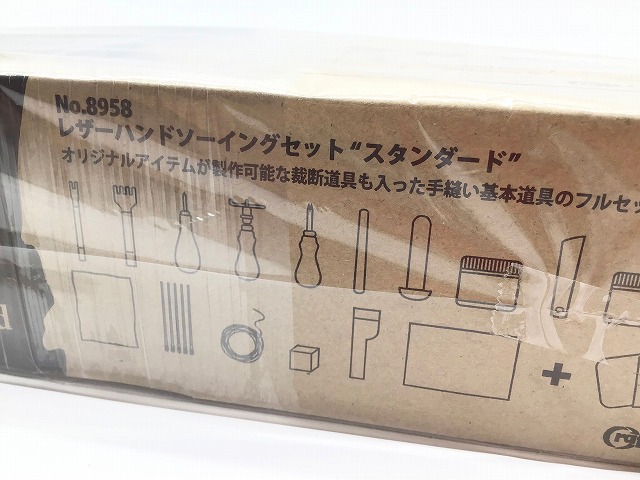 No.8958
レザーハンドソーイングセット“スタンダード”
オリジナルアイテムが製作可能な裁断道具も入った手縫い基本道具のフルセッ
+